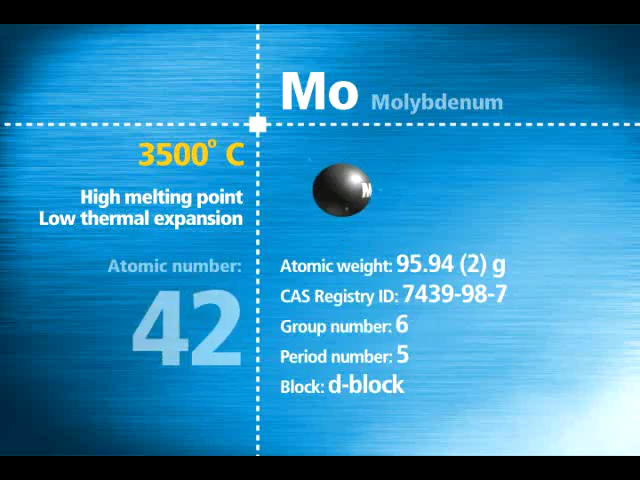 Mo Molybdenum
3500° C
High melting point
Low thermal expansion
Atomic number:
42
M
Atomic weight: 95.94 (2) g
CAS Registry ID: 7439-98-7
Group number: 6
Period number: 5
Block: d-block